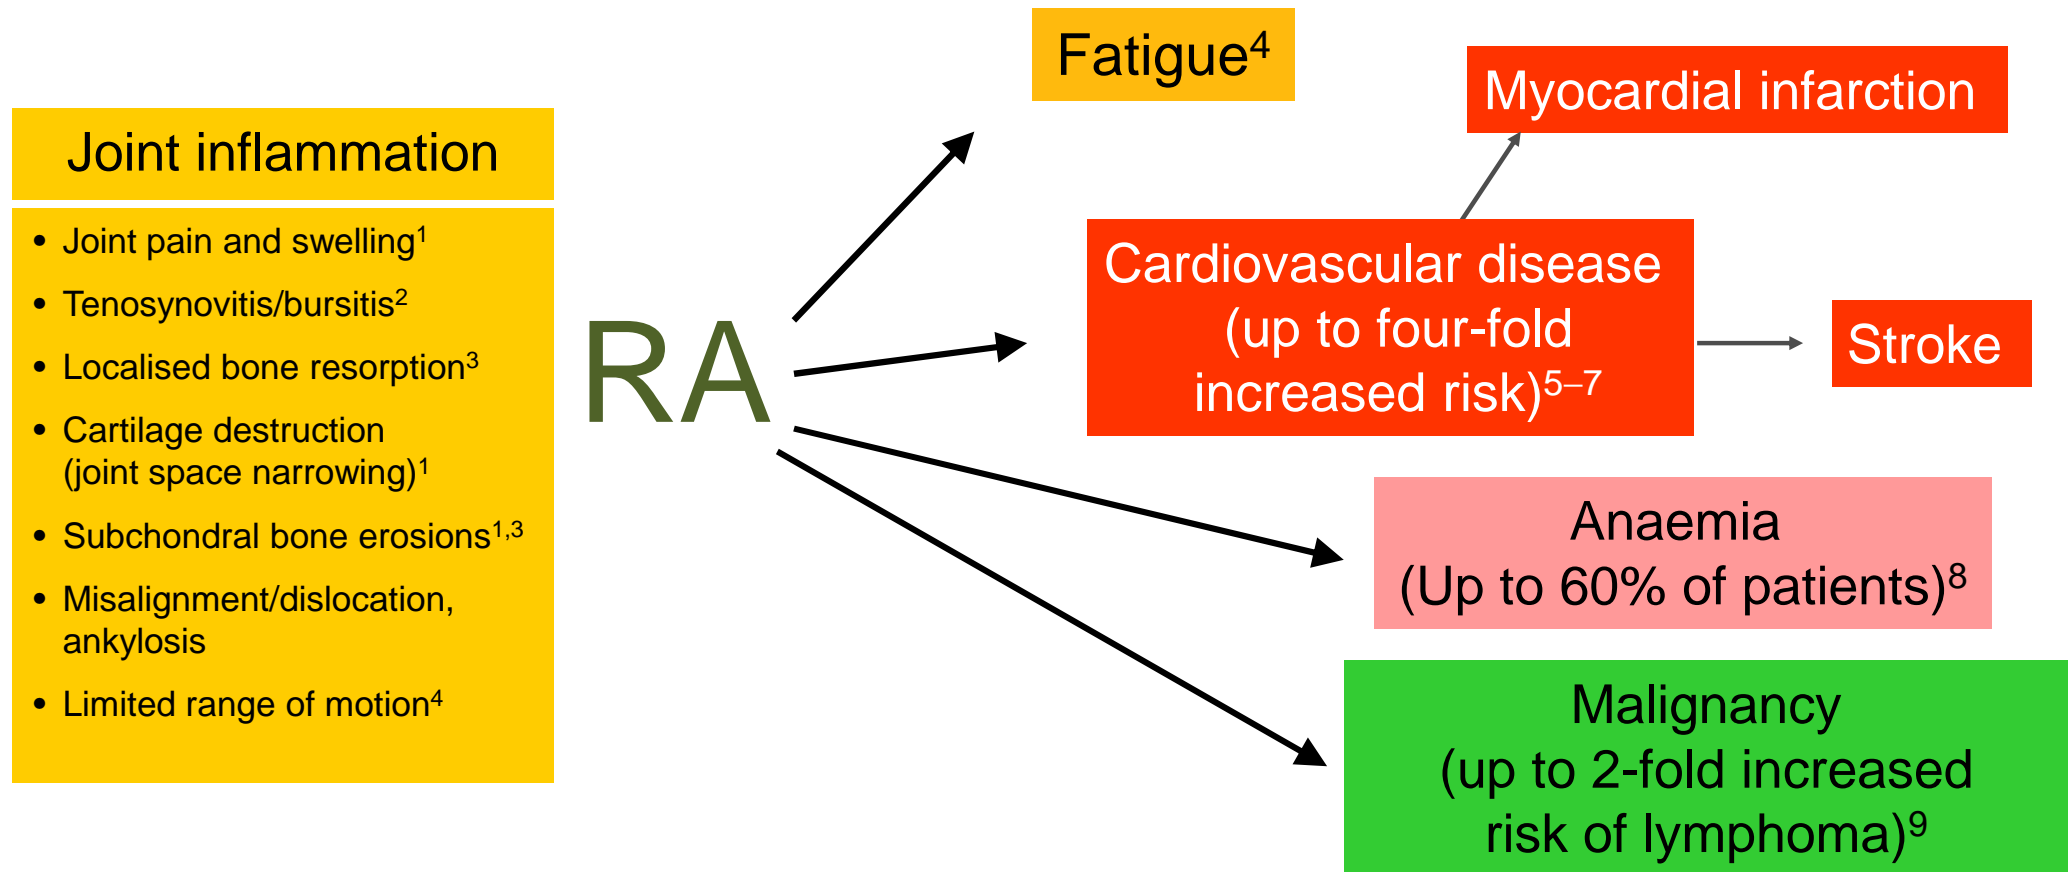 Joint inflammation
• Joint pain and swelling¹
• Tenosynovitis/bursitis²
• Localised bone resorption³
• Cartilage destruction
(joint space narrowing)¹
• Subchondral bone erosions¹,³
• Misalignment/dislocation,
ankylosis
• Limited range of motion⁴
RA
Fatigue⁴
Myocardial infarction
Cardiovascular disease
(up to four-fold
increased risk)⁵⁻⁷
Stroke
Anaemia
(Up to 60% of patients)⁸
Malignancy
(up to 2-fold increased
risk of lymphoma)⁹